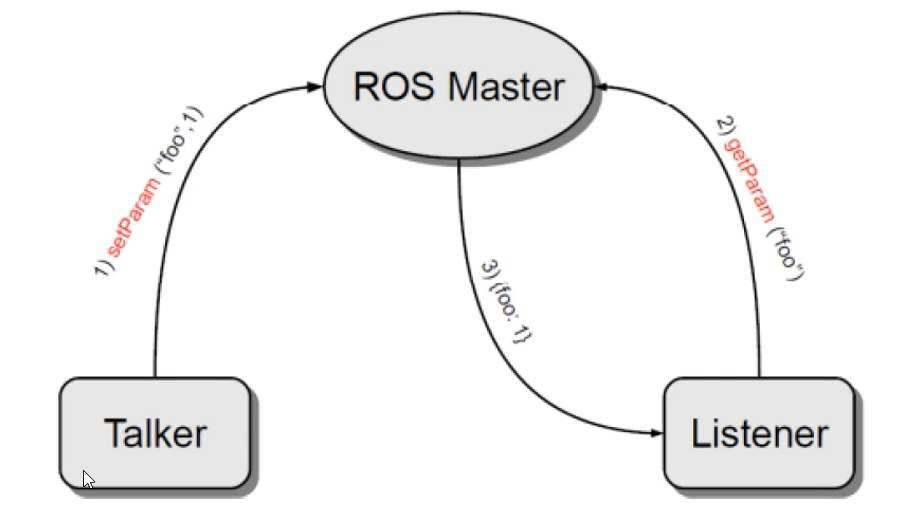 ROS Master
1) setParam ("foo",1)
2) getParam ("foo")
3) {foo: 1}
Talker
Listener